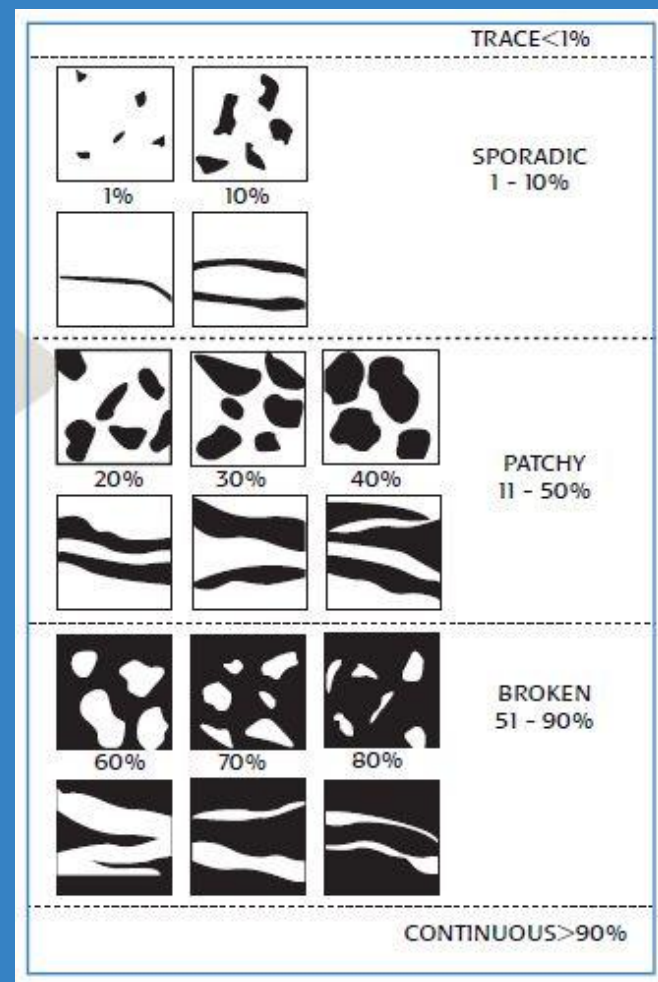 TRACE<1%
1% 10%
SPORADIC
1 - 10%
20% 30% 40%
PATCHY
11 - 50%
60% 70% 80%
BROKEN
51 - 90%
CONTINUOUS>90%